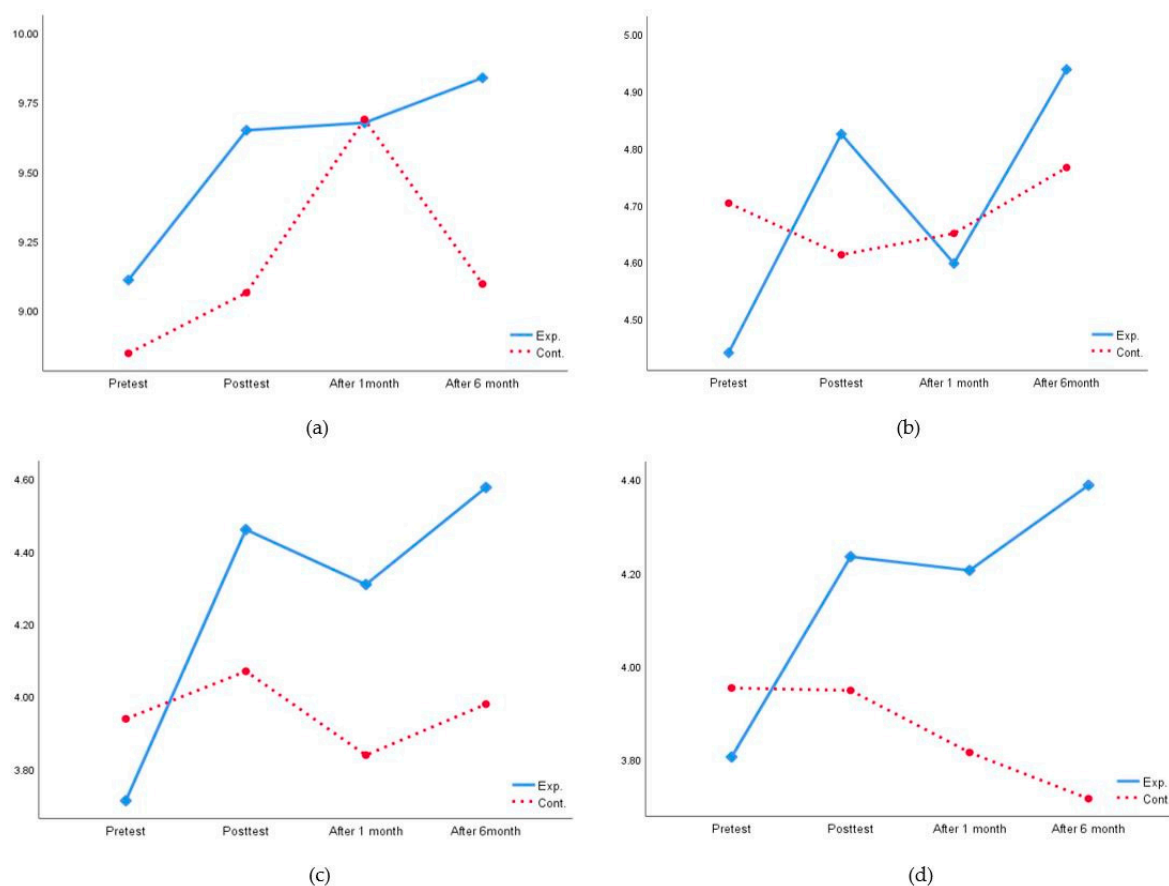 10.00
9.75
9.50
9.25
9.00
Exp.
Cont.
Pretest Posttest After 1month After 6 month
(a)
5.00
4.90
4.80
4.70
4.60
4.50
Exp.
Cont.
Pretest Posttest After 1 month After 6month
(b)
4.60
4.40
4.20
4.00
3.80
Exp.
Cont.
Pretest Posttest After 1 month After 6month
(c)
4.40
4.20
4.00
3.80
Exp.
Cont.
Pretest Posttest After 1 month After 6 month
(d)